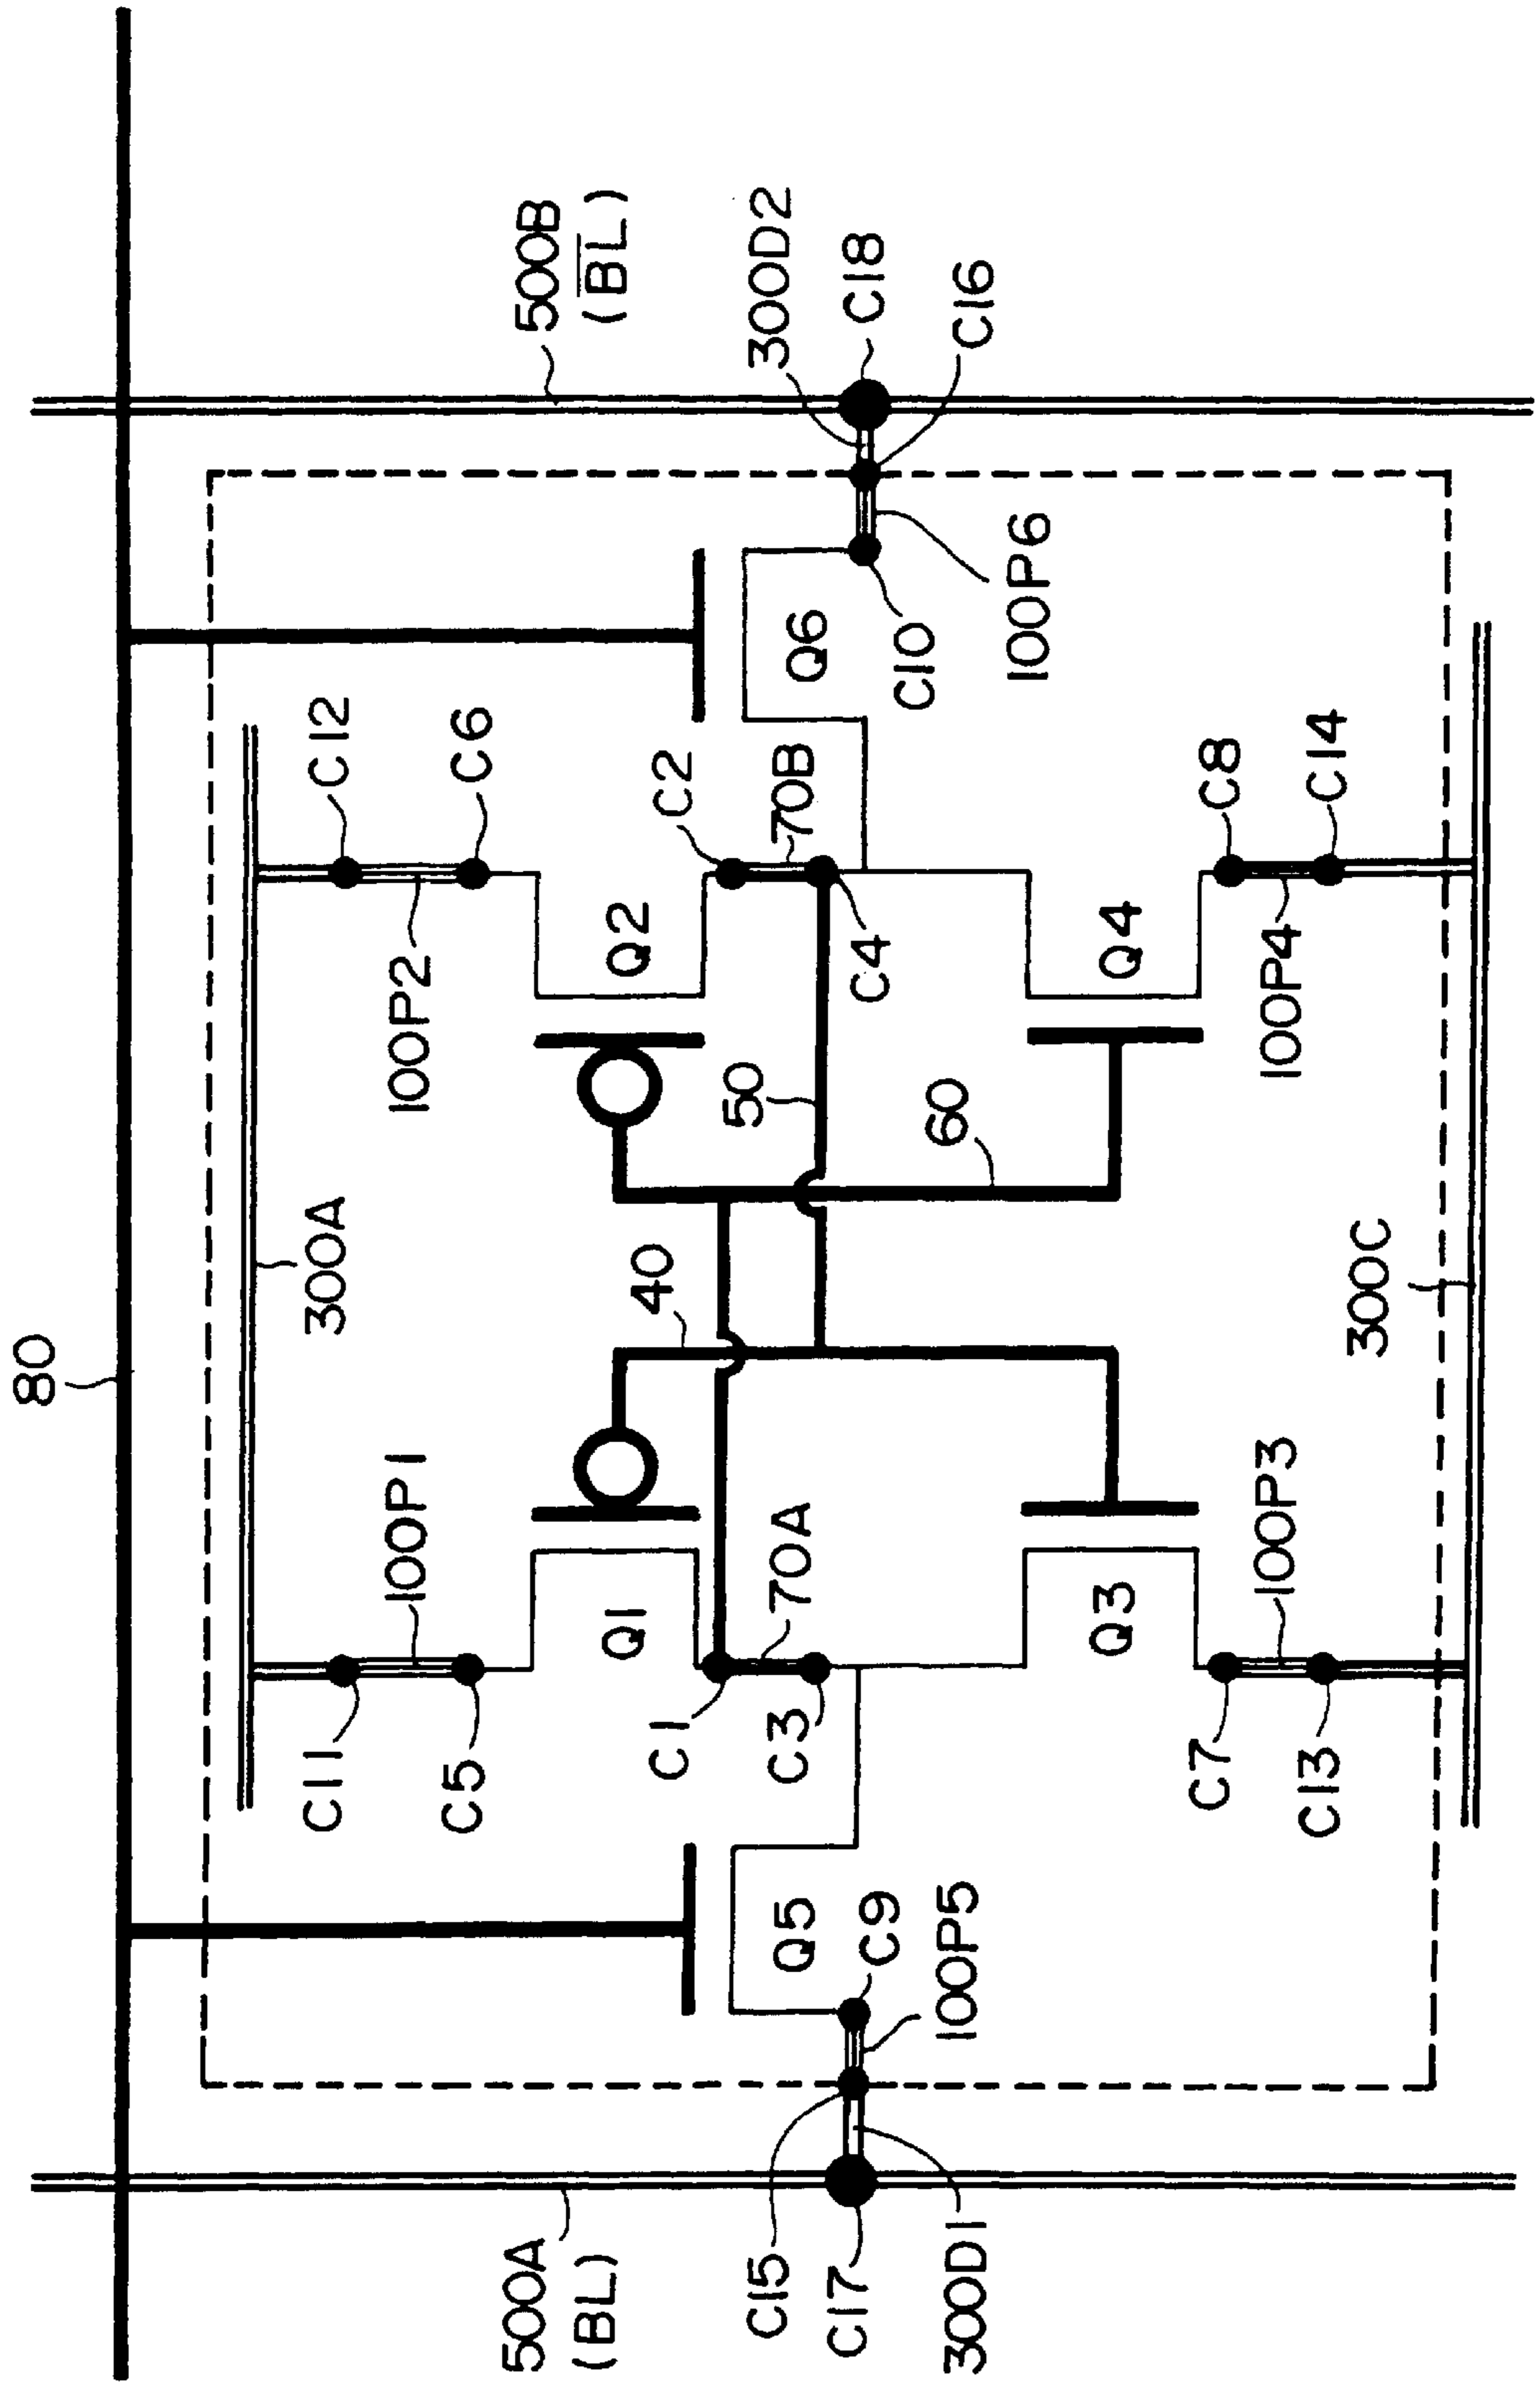 80
500A
(BL)
500B
(BL)
300A
C11
100P1
C12
100P2
C5
C6
40
Q1
Q2
C1
C2
50
70A
70B
C3
C4
Q5
Q6
C15
C9
300D2
C17
C10
C18
60
300D1
100P5
100P6
C16
Q3
Q4
C7
C8
100P3
100P4
C13
C14
300C